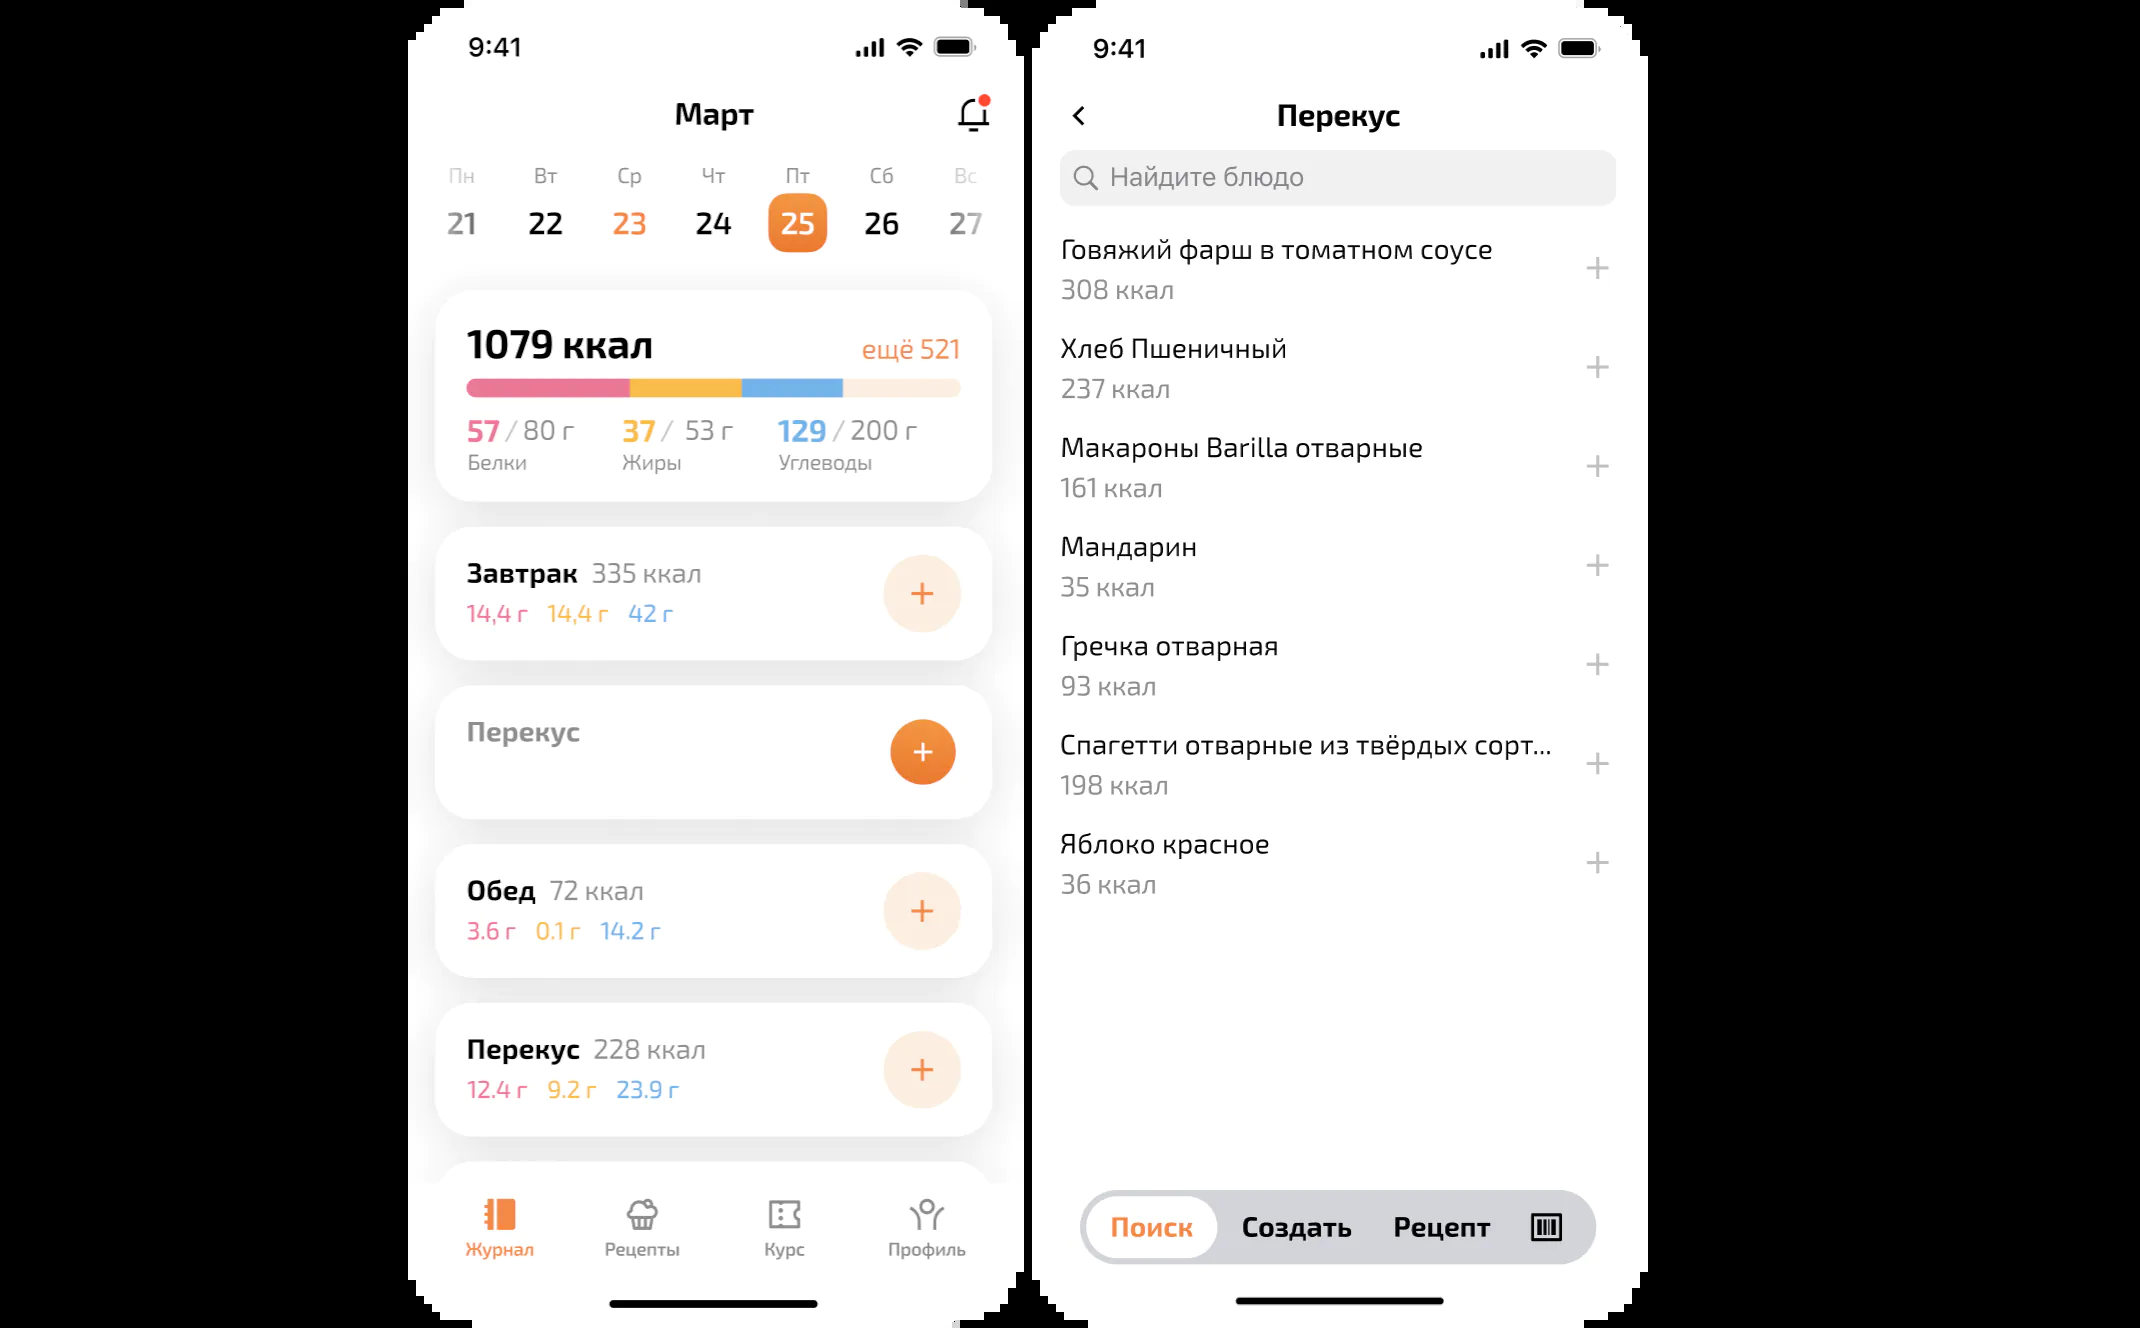 9:41
Март
Пн Вт Ср Чт Пт Сб Вс
21 22 23 24 25 26 27
1079 ккал ещё 521
57 / 80 г 37 / 53 г 129 / 200 г
Белки Жиры Углеводы
Завтрак 335 ккал
14,4 г 14,4 г 42 г
Перекус
Обед 72 ккал
3.6 г 0.1 г 14.2 г
Перекус 228 ккал
12.4 г 9.2 г 23.9 г
Журнал Рецепты Курс Профиль
9:41
Перекус
Найдите блюдо
Говяжий фарш в томатном соусе
308 ккал
Хлеб Пшеничный
237 ккал
Макароны Barilla отварные
161 ккал
Мандарин
35 ккал
Гречка отварная
93 ккал
Спагетти отварные из твёрдых сорт...
198 ккал
Яблоко красное
36 ккал
Поиск Создать Рецепт